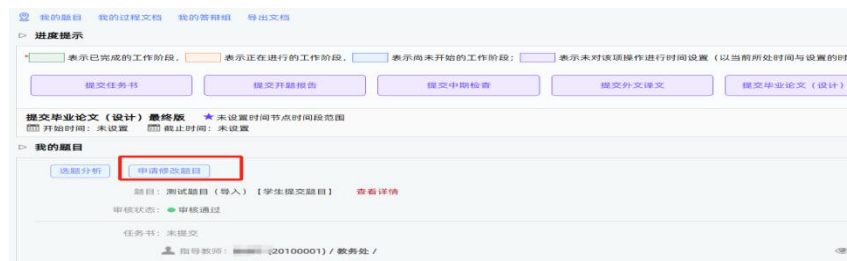 我的题目 我的过程文档 我的答辩组 导出文档
进度提示
* 表示已完成的工作阶段, 表示正在进行的工作阶段, 表示尚未开始的工作阶段; 表示未对该项操作进行时间设置（以当前所处时间与设置的时
提交任务书 提交开题报告 提交中期检查 提交外文译文 提交毕业论文（设计）
提交毕业论文（设计）最终版 ★ 未设置时间节点时间段范围
开始时间：未设置 截止时间：未设置
我的题目
选题分析 申请修改题目
题目：测试题目（导入）【学生提交题目】 查看详情
审核状态：审核通过
任务书：未提交
指导教师： (20100001) / 教务处 /